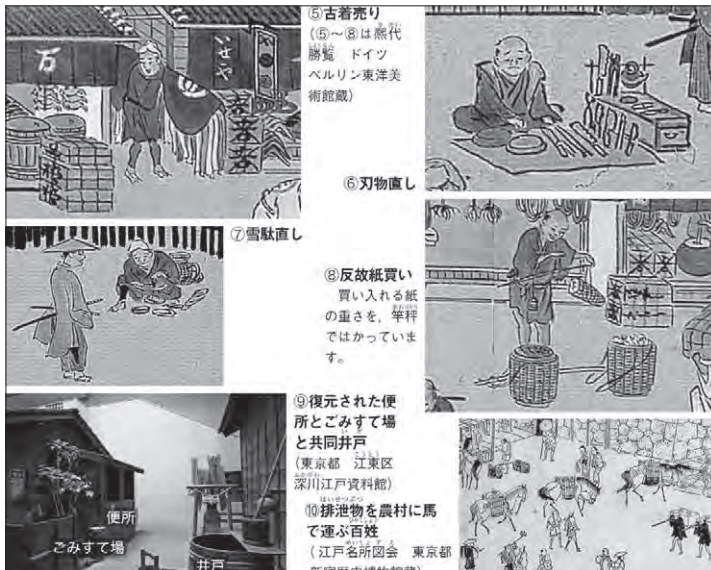 ⑤古着売り
(⑤〜⑧は熈代
勝覧 ドイツ
ベルリン東洋美
術館蔵)
万
いせや
⑥刃物直し
⑦雪駄直し
⑧反故紙買い
買い入れる紙
の重さを，竿秤
ではかっていま
す。
⑨復元された便
所とごみすて場
と共同井戸
(東京都 江東区
深川江戸資料館)
便所
ごみすて場
井戸
⑩排泄物を農村に馬
で運ぶ百姓
(江戸名所図会 東京都